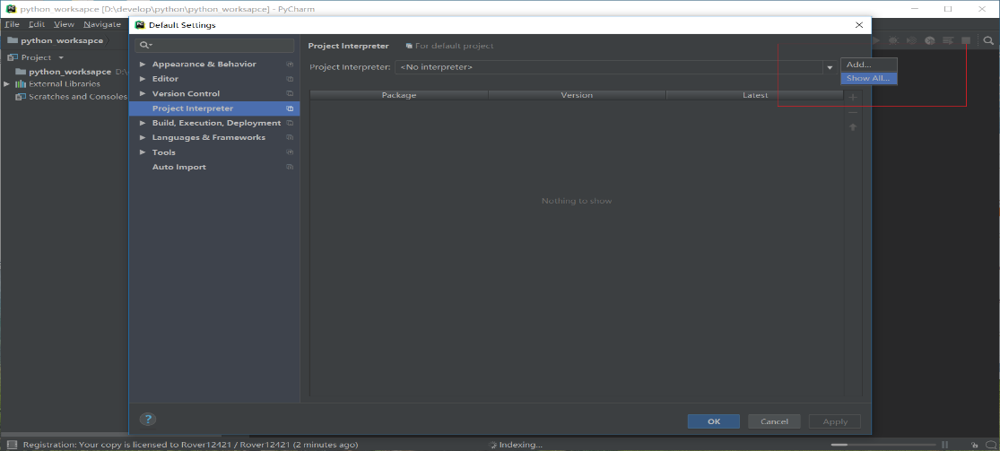 python_worksapce [D:\develop\python\python_worksapce] - PyCharm
File Edit View Navigate
Default Settings
python_worksapce
Project
python_worksapce D:\
External Libraries
Scratches and Consoles
Appearance & Behavior
Editor
Version Control
Project Interpreter
Build, Execution, Deployment
Languages & Frameworks
Tools
Auto Import
Project Interpreter For default project
Project Interpreter: <No interpreter>
Add...
Show All...
Package Version Latest
Nothing to show
?
OK Cancel Apply
Registration: Your copy is licensed to Rover12421 / Rover12421 (2 minutes ago) Indexing...